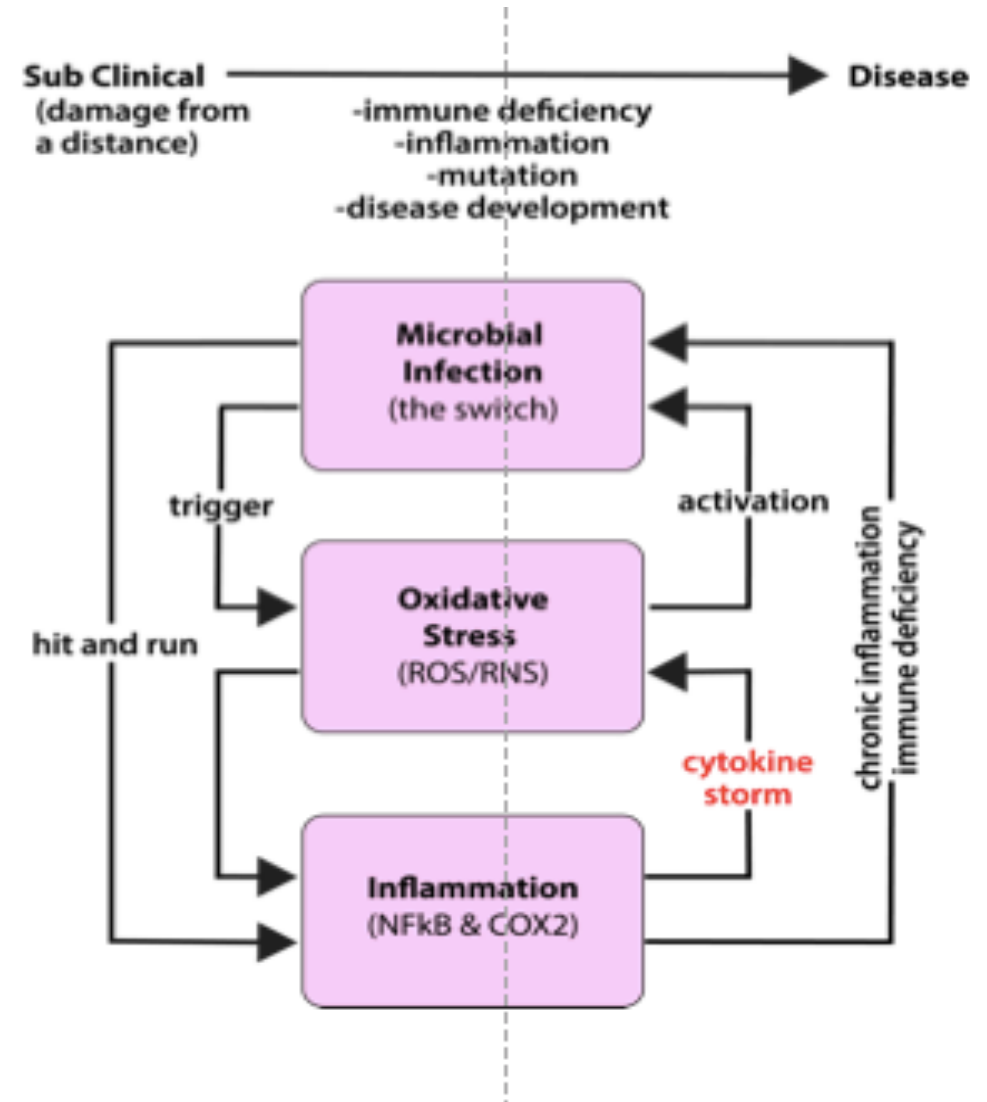 Sub Clinical
(damage from
a distance)
Disease
-immune deficiency
-inflammation
-mutation
-disease development
Microbial
Infection
(the switch)
trigger
activation
Oxidative
Stress
(ROS/RNS)
hit and run
chronic inflammation
immune deficiency
cytokine
storm
Inflammation
(NFkB & COX2)